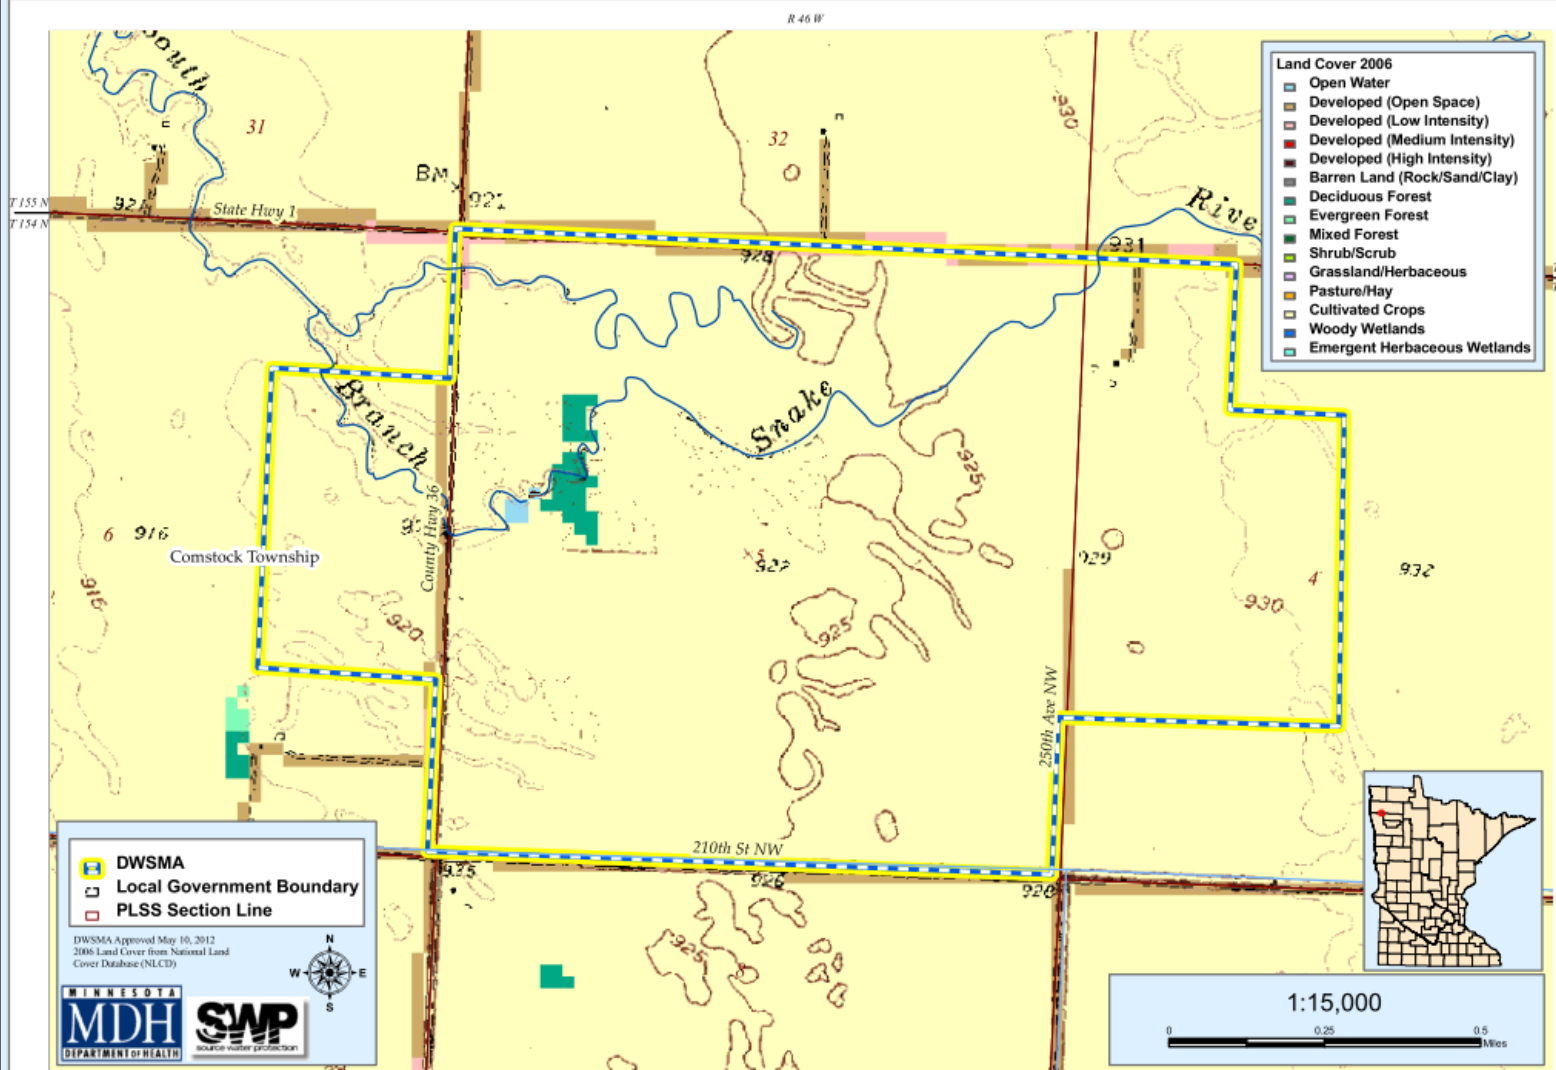 R 46 W
South
31
32
930
Land Cover 2006
Open Water
Developed (Open Space)
Developed (Low Intensity)
Developed (Medium Intensity)
Developed (High Intensity)
Barren Land (Rock/Sand/Clay)
Deciduous Forest
Evergreen Forest
Mixed Forest
Shrub/Scrub
Grassland/Herbaceous
Pasture/Hay
Cultivated Crops
Woody Wetlands
Emergent Herbaceous Wetlands
BM
T 155 N
T 154 N
State Hwy 1
928
931
Branch
Snake
925
County Hwy 36
6
916
Comstock Township
5
927
929
4
932
915
920
925
930
250th Ave NW
210th St NW
925
926
925
8
DWSMA
Local Government Boundary
PLSS Section Line
DWSMA Approved May 10, 2012
2006 Land Cover from National Land
Cover Database (NLCD)
N
W
E
S
MINNESOTA
MDH
DEPARTMENT OF HEALTH
SWP
source water protection
1:15,000
0
0.25
0.5
Miles